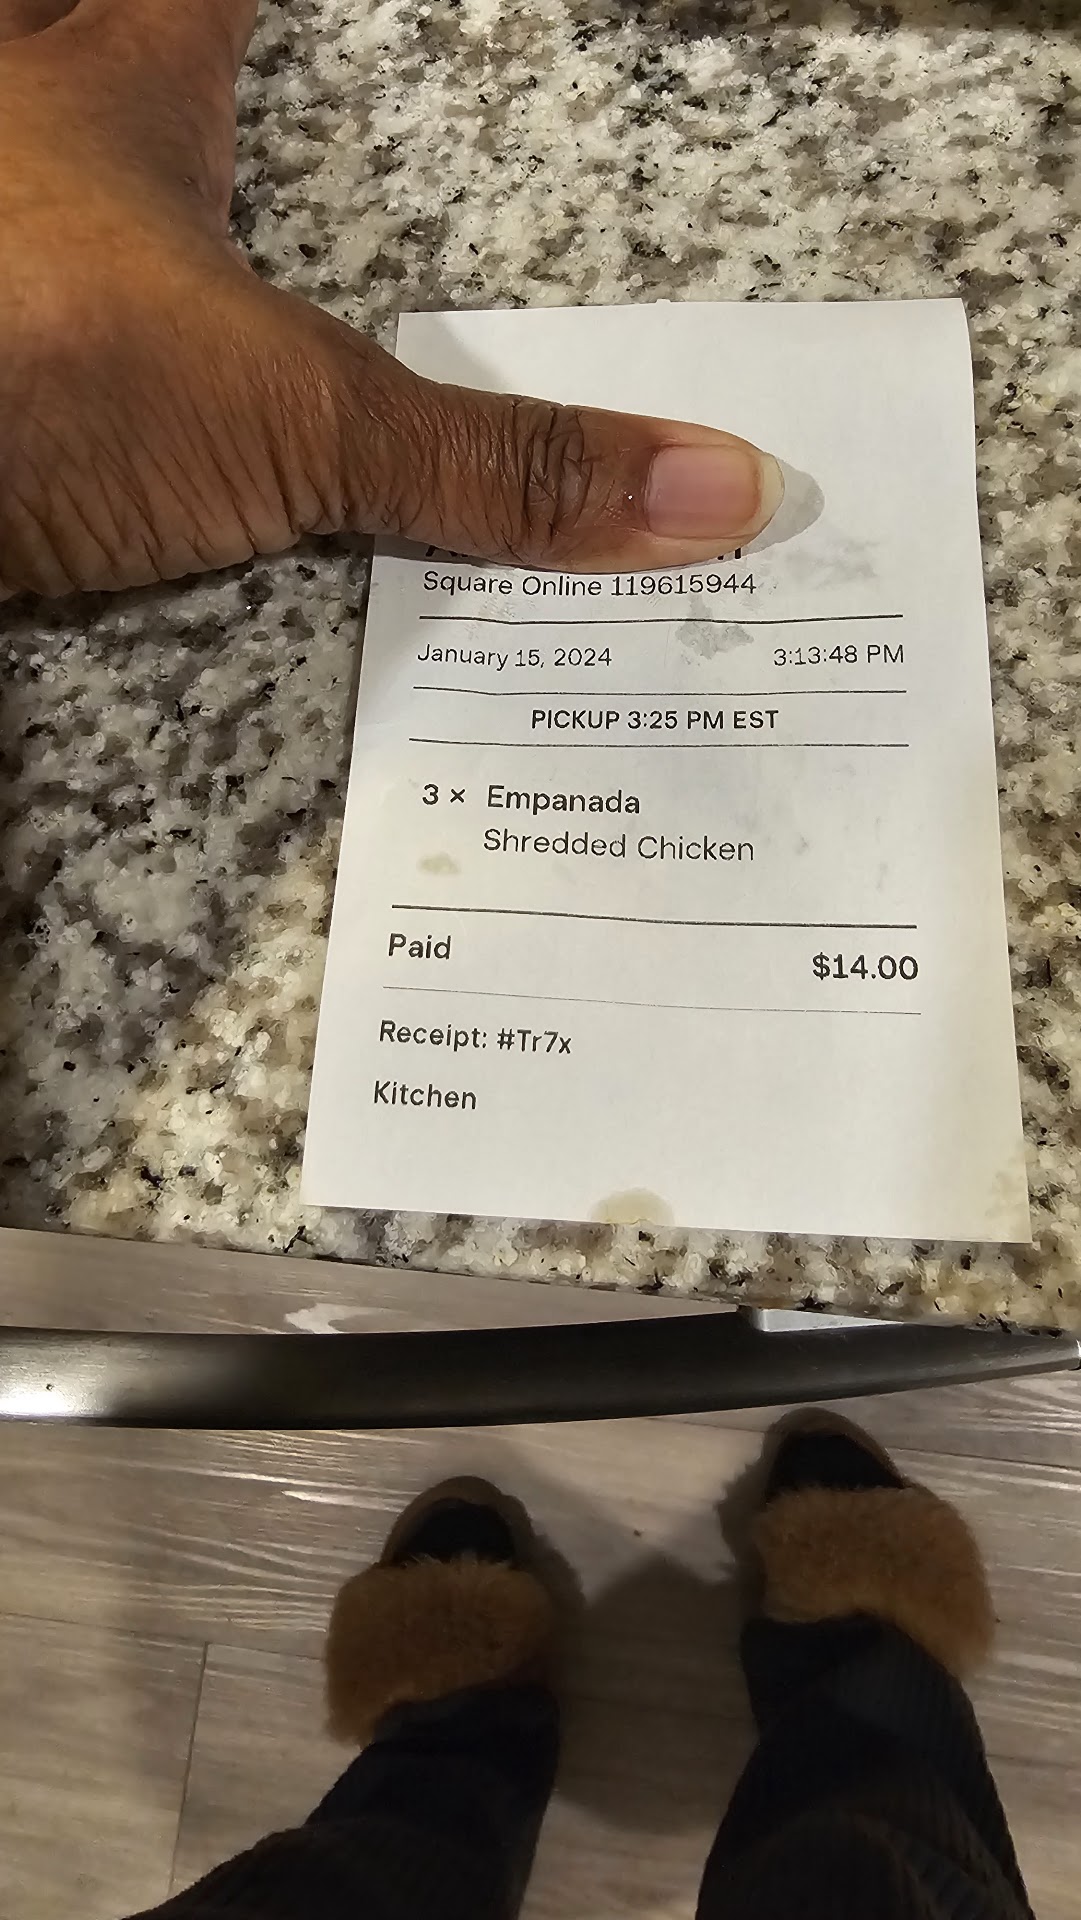 Square Online 119615944
January 15, 2024 3:13:48 PM
PICKUP 3:25 PM EST
3 × Empanada
Shredded Chicken
Paid $14.00
Receipt: #Tr7x
Kitchen